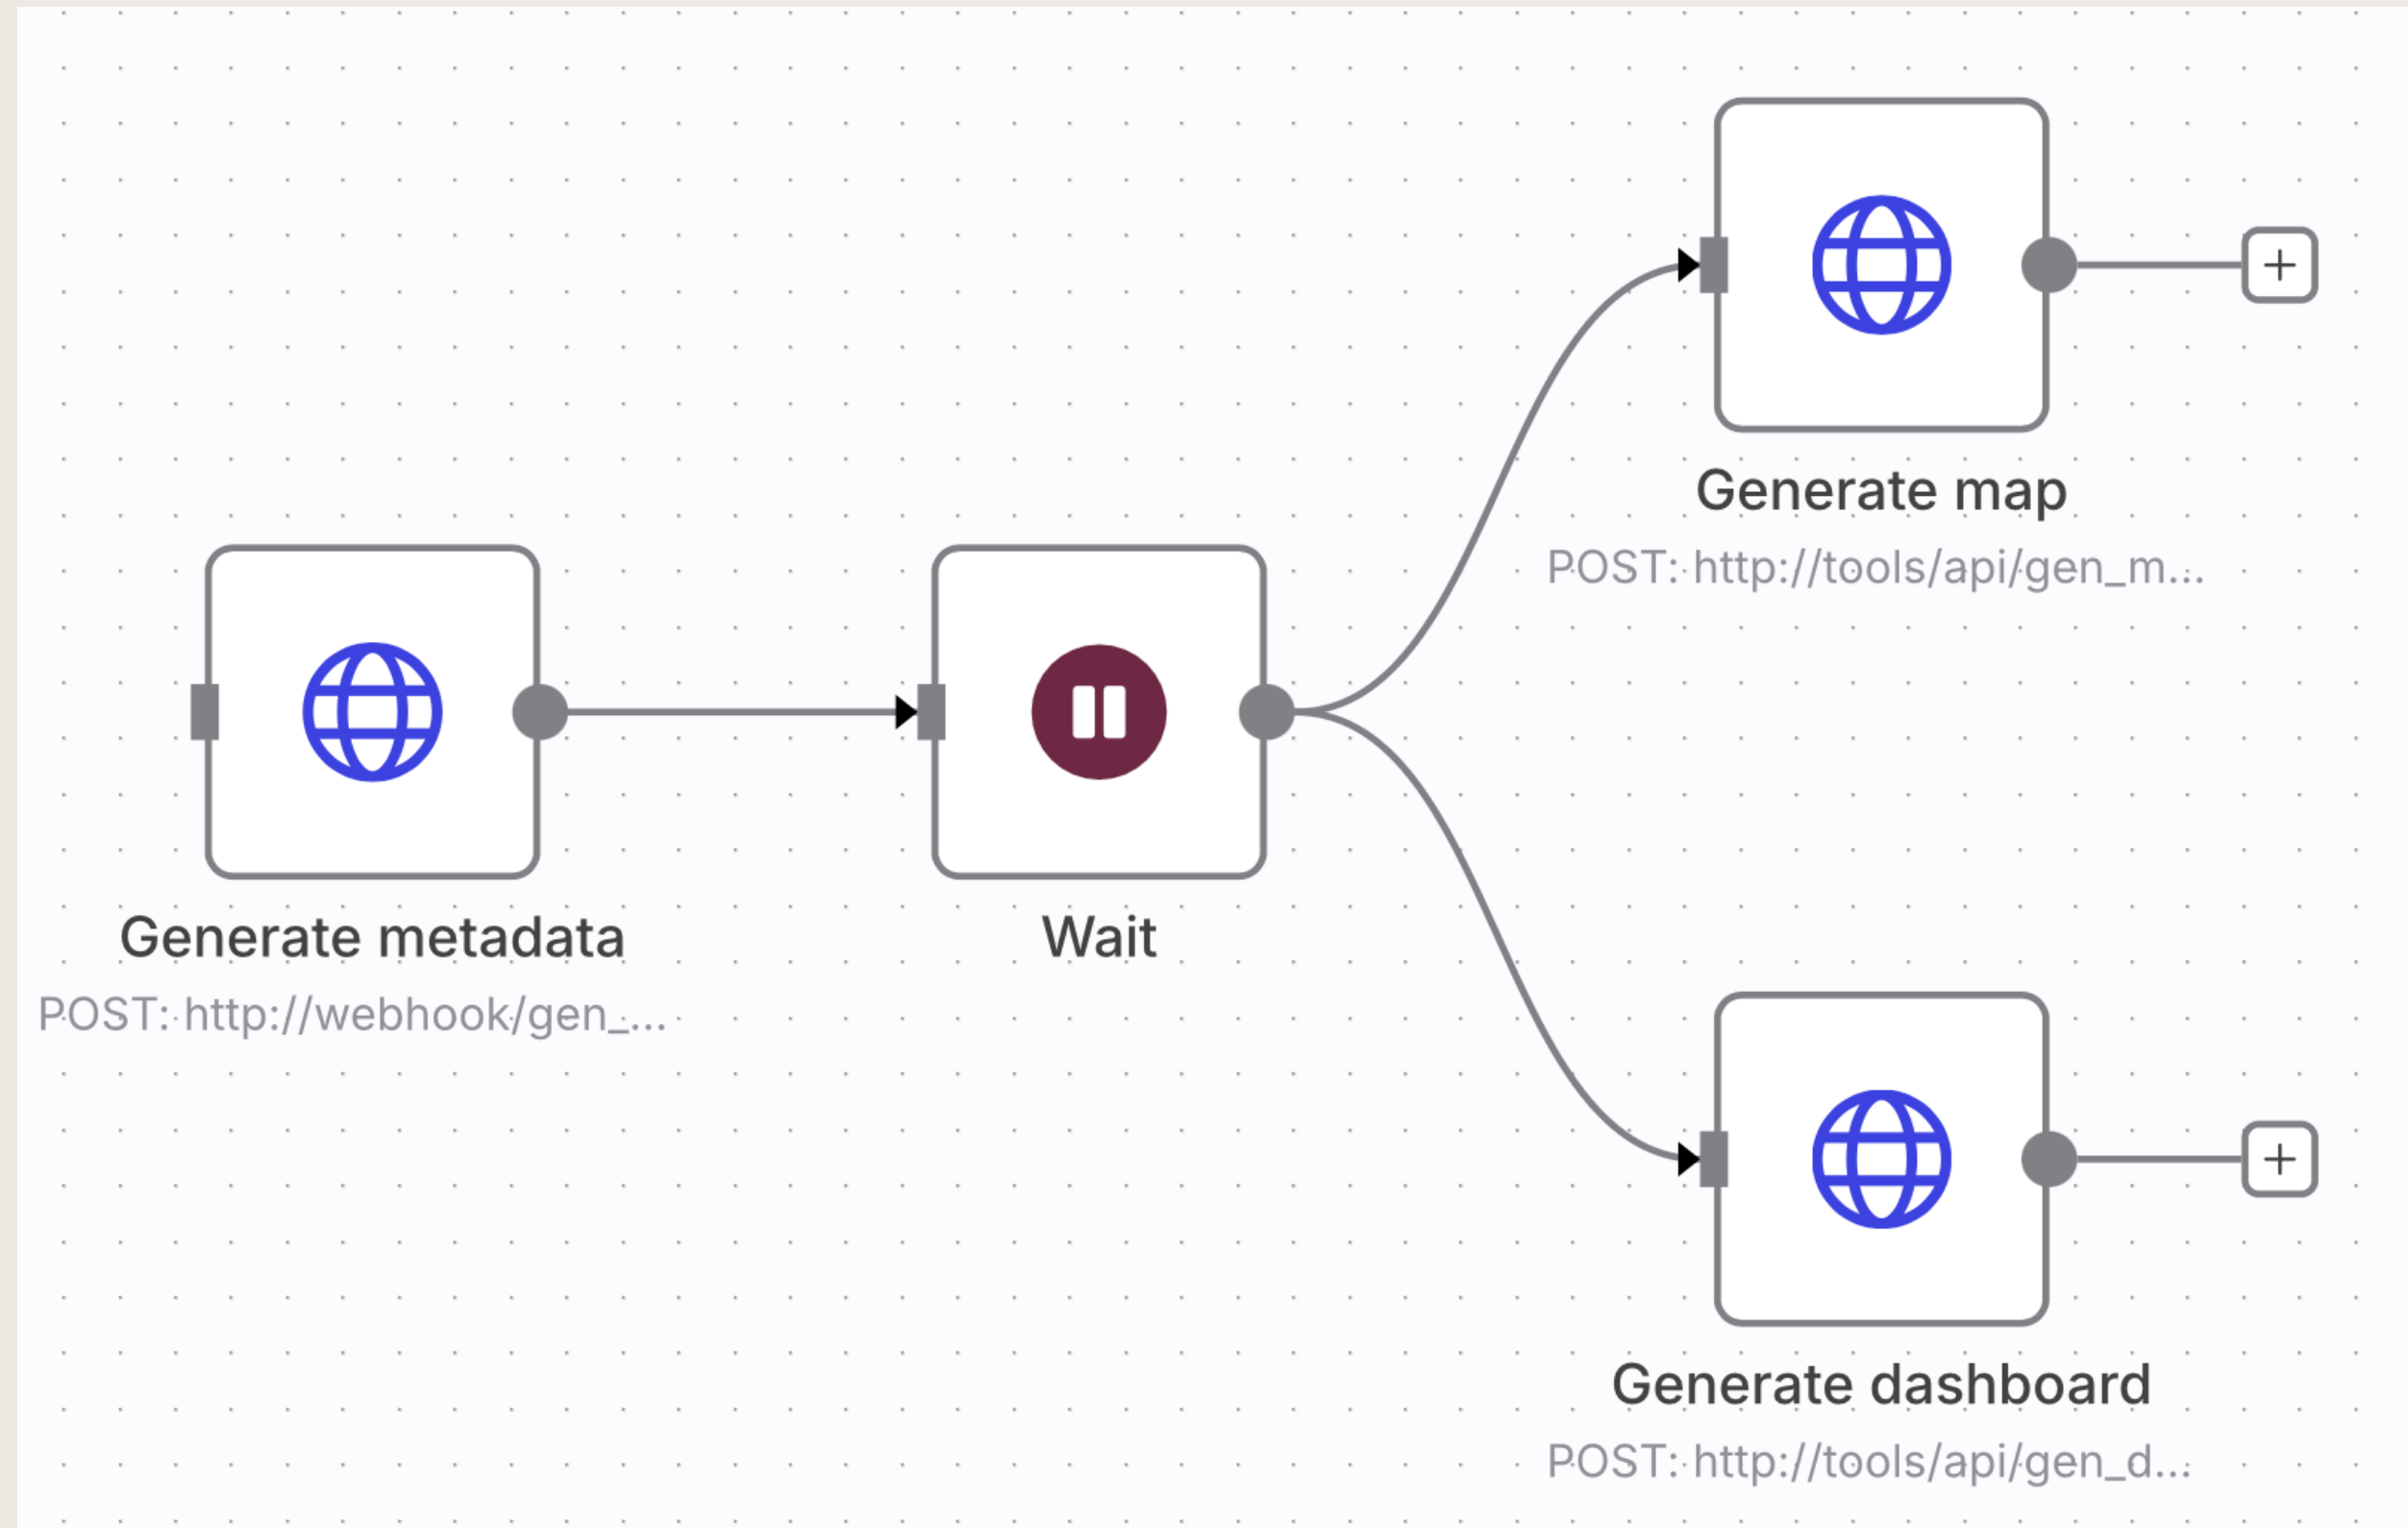 Generate map
POST: http://tools/api/gen_m...
Generate metadata
POST: http://webhook/gen_...
Wait
Generate dashboard
POST: http://tools/api/gen_d...